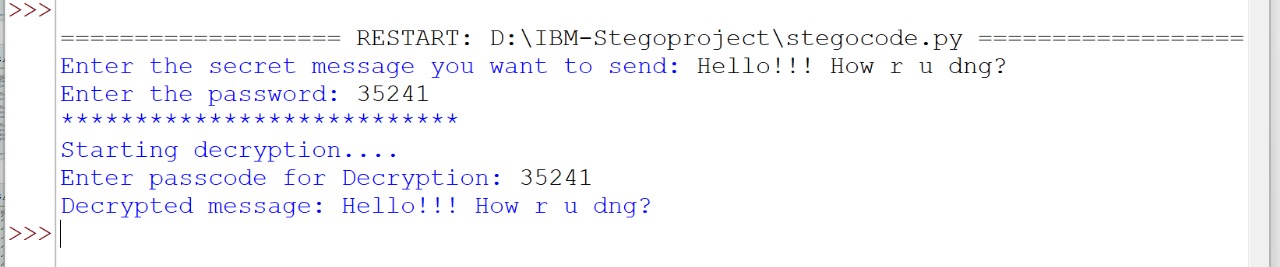 >>>
=================== RESTART: D:\IBM-Stegoproject\stegocode.py ==================
Enter the secret message you want to send: Hello!!! How r u dng?
Enter the password: 35241
***************************
Starting decryption....
Enter passcode for Decryption: 35241
Decrypted message: Hello!!! How r u dng?
>>>